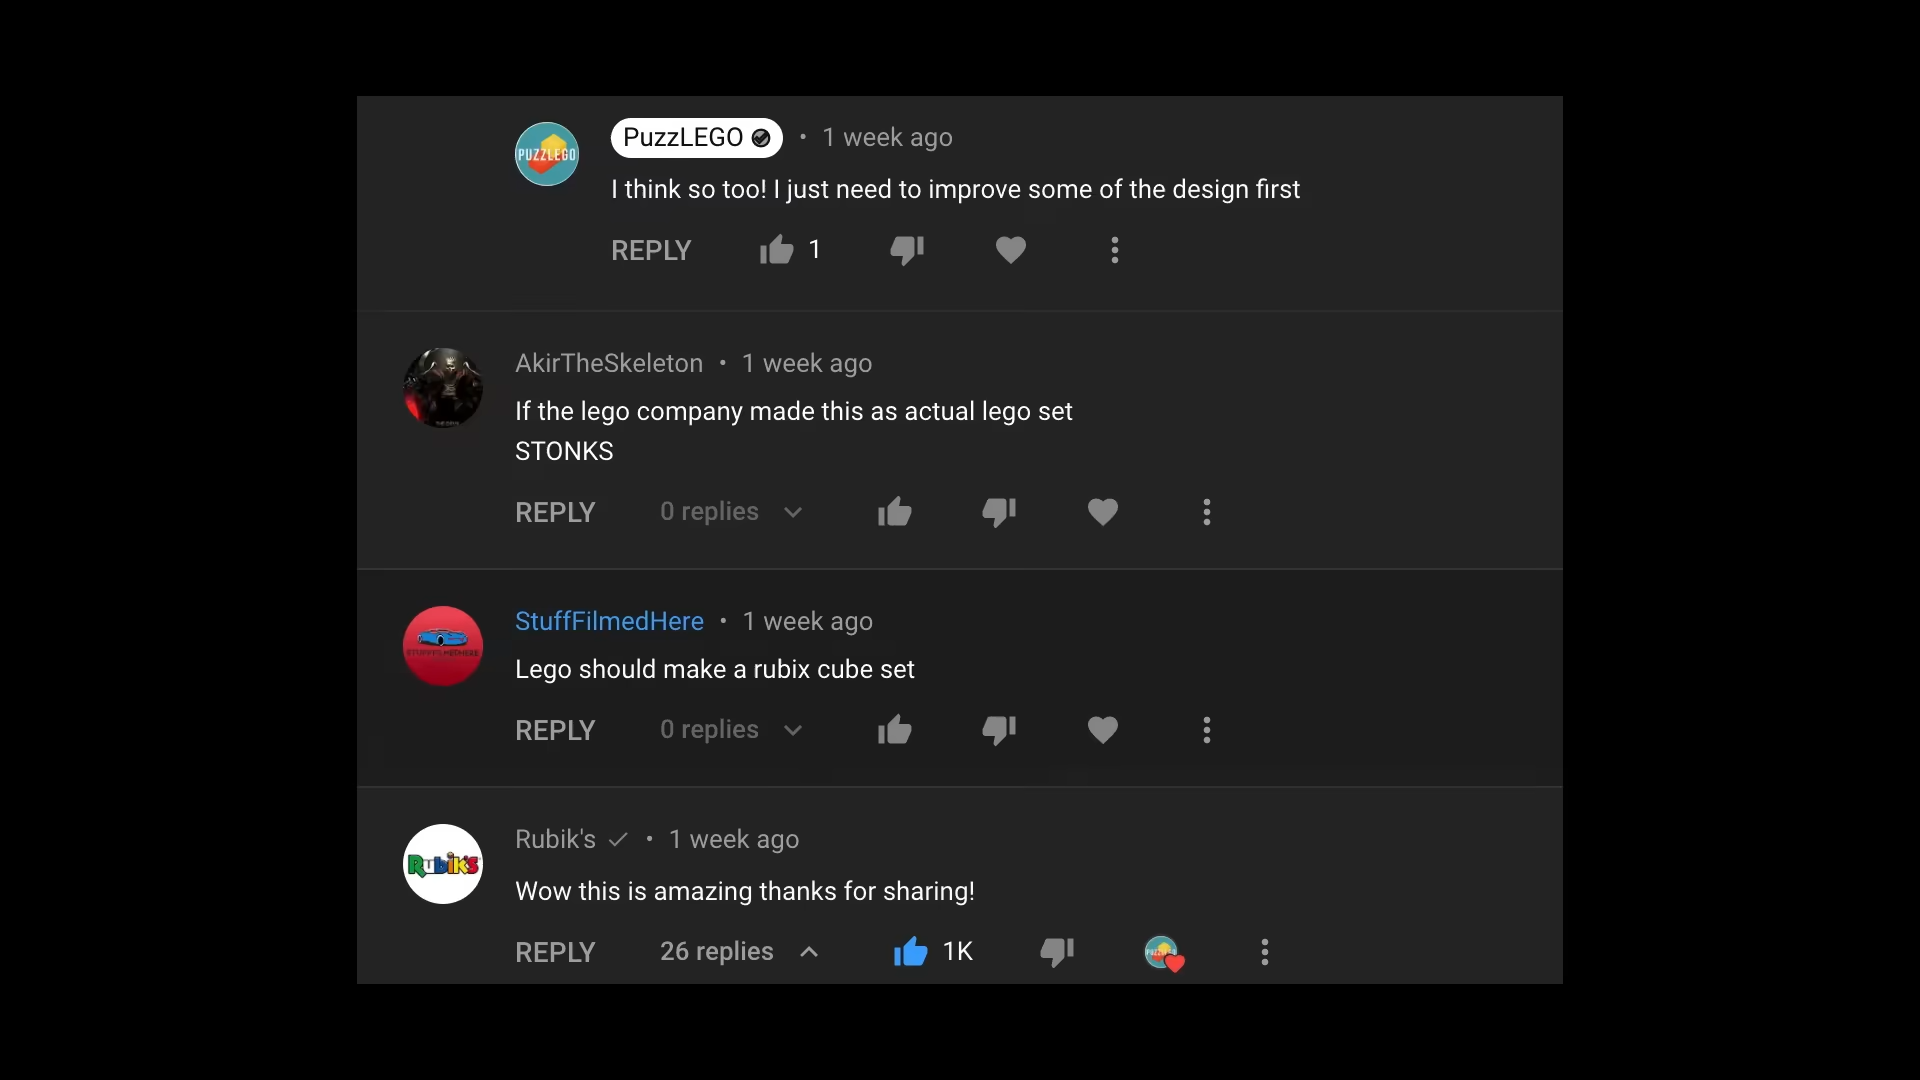 PUZZLEGO
PuzzLEGO • 1 week ago
I think so too! I just need to improve some of the design first
REPLY 1
AkirTheSkeleton • 1 week ago
If the lego company made this as actual lego set
STONKS
REPLY 0 replies
StuffFilmedHere • 1 week ago
STUFFFILMEDHERE
Lego should make a rubix cube set
REPLY 0 replies
Rubik's • 1 week ago
Rubik's
Wow this is amazing thanks for sharing!
REPLY 26 replies 1K